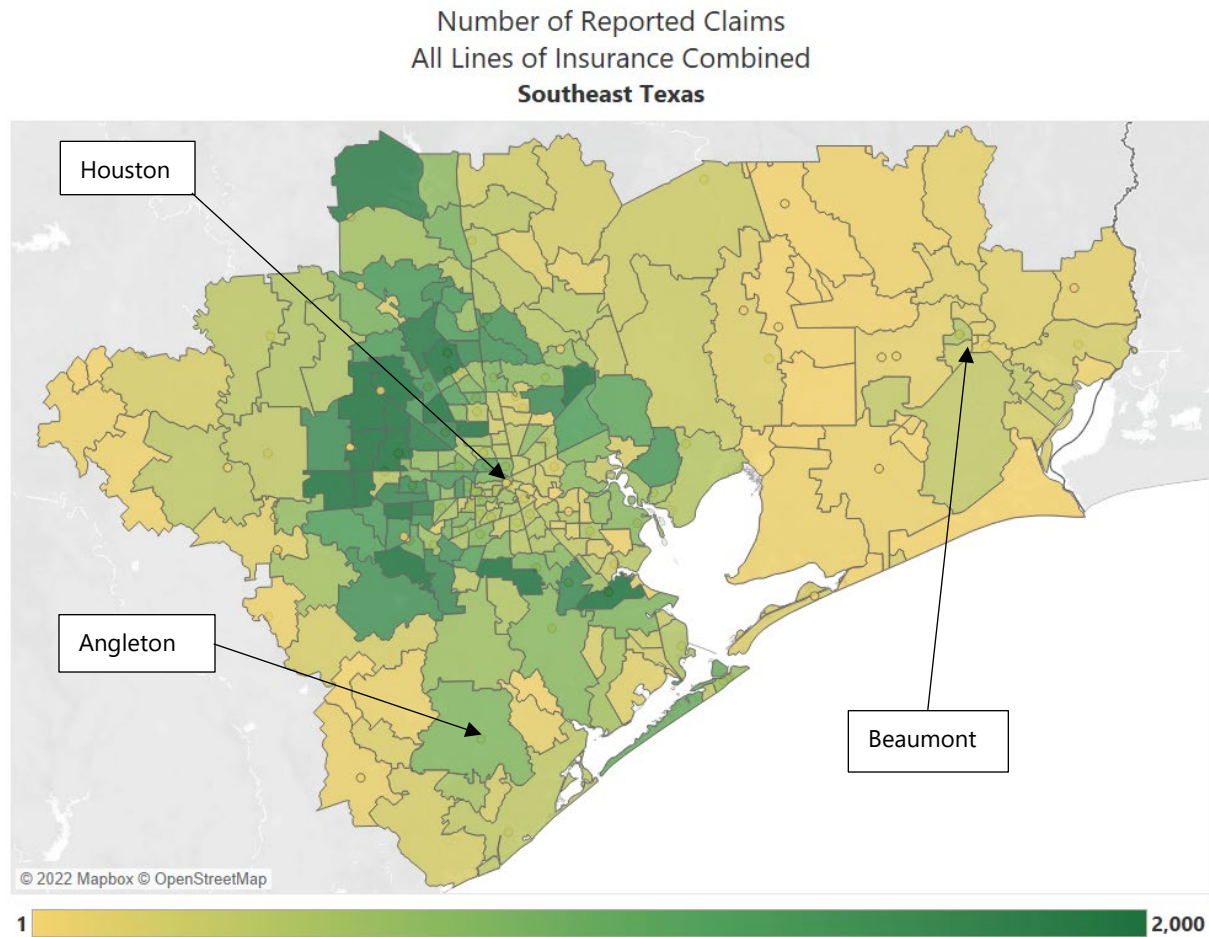 Number of Reported Claims
All Lines of Insurance Combined
Southeast Texas
Houston
Angleton
Beaumont
© 2022 Mapbox © OpenStreetMap
1
2,000